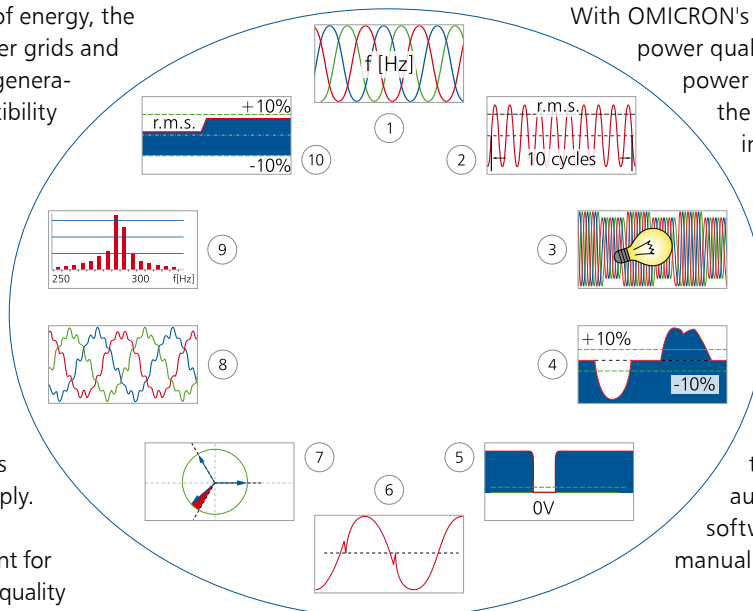 of energy, the
er grids and
genera-
ibility
With OMICRON's
power qual
power
the
in
f [Hz]
1
+10%
r.m.s.
-10%
10
r.m.s.
10 cycles
2
250 300 f[Hz]
9
3
8
+10%
-10%
4
7
0V
5
6
s
ply.
nt for
quality
t
au
softw
manual